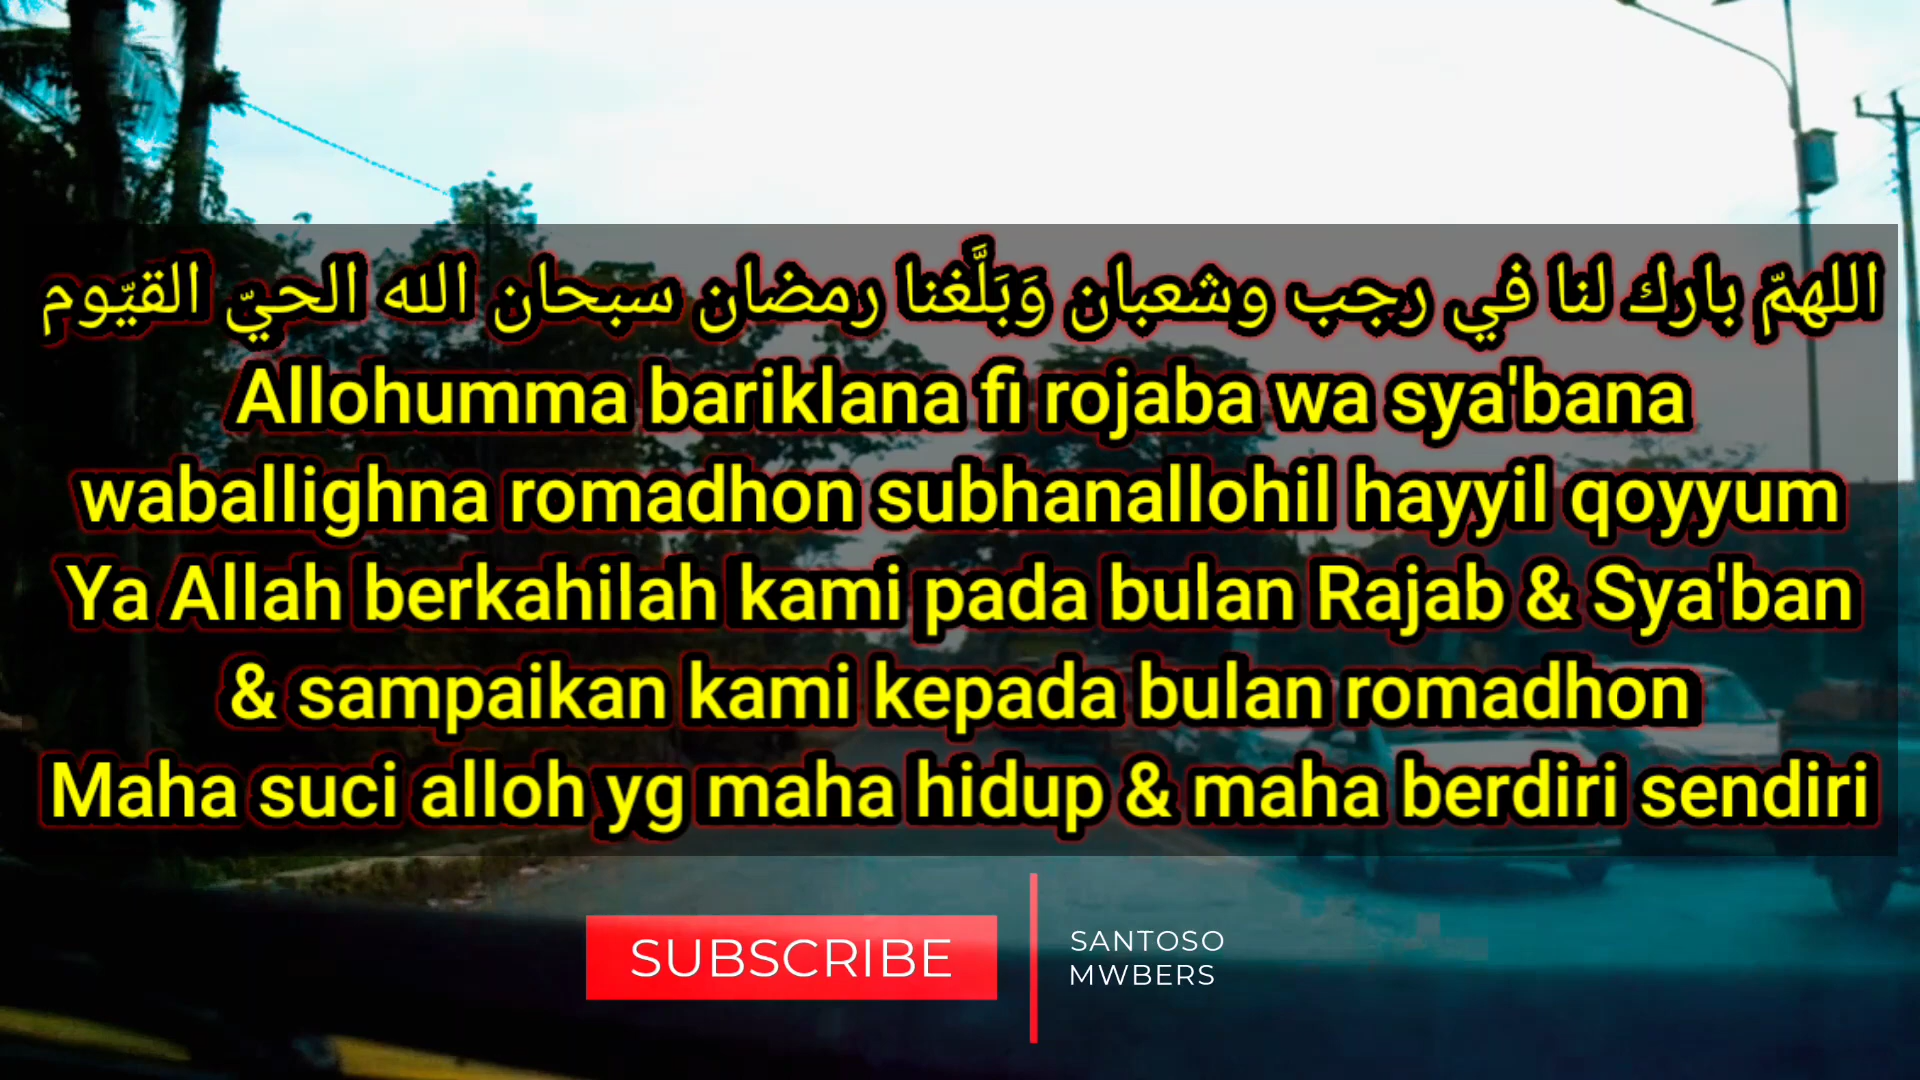 اللهمّ بارك لنا في رجب وشعبان وَبَلَّغنا رمضان سبحان الله الحيّ القيّوم
Allohumma bariklana fi rojaba wa sya'bana
waballighna romadhon subhanallohil hayyil qoyyum
Ya Allah berkahilah kami pada bulan Rajab & Sya'ban
& sampaikan kami kepada bulan romadhon
Maha suci alloh yg maha hidup & maha berdiri sendiri
SUBSCRIBE
SANTOSO
MWBERS